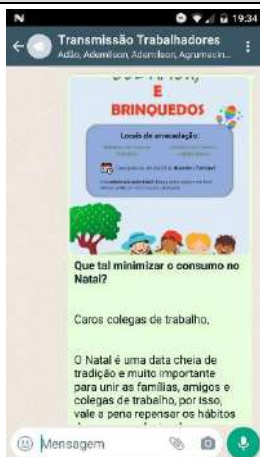 19:34
Transmissão Trabalhadores
Adão, Ademilson, Ademilson, Agrumacin...
E
BRINQUEDOS
Locais de arrecadação:
Que tal minimizar o consumo no
Natal?
Caros colegas de trabalho,
O Natal é uma data cheia de
tradição e muito importante
para unir as famílias, amigos e
colegas de trabalho, por isso,
vale a pena repensar os hábitos
Mensagem